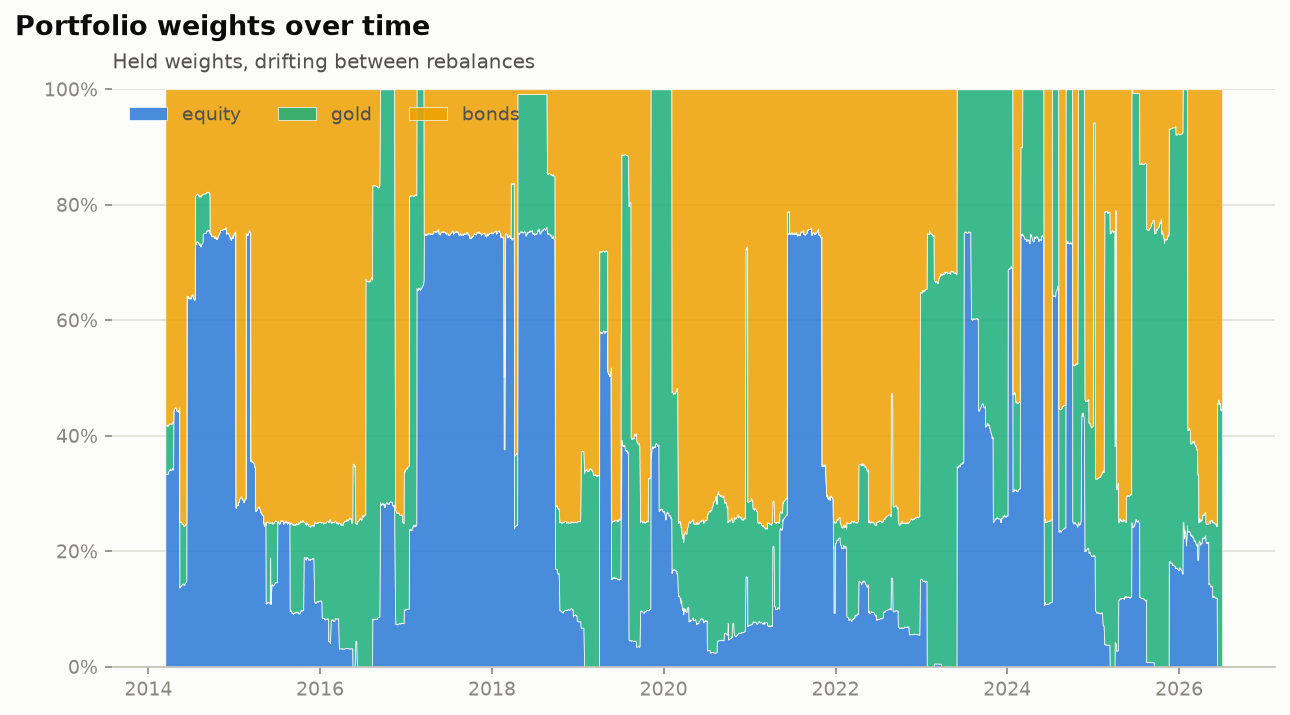 Portfolio weights over time
Held weights, drifting between rebalances
100%
equity gold bonds
80%
60%
40%
20%
0%
2014 2016 2018 2020 2022 2024 2026